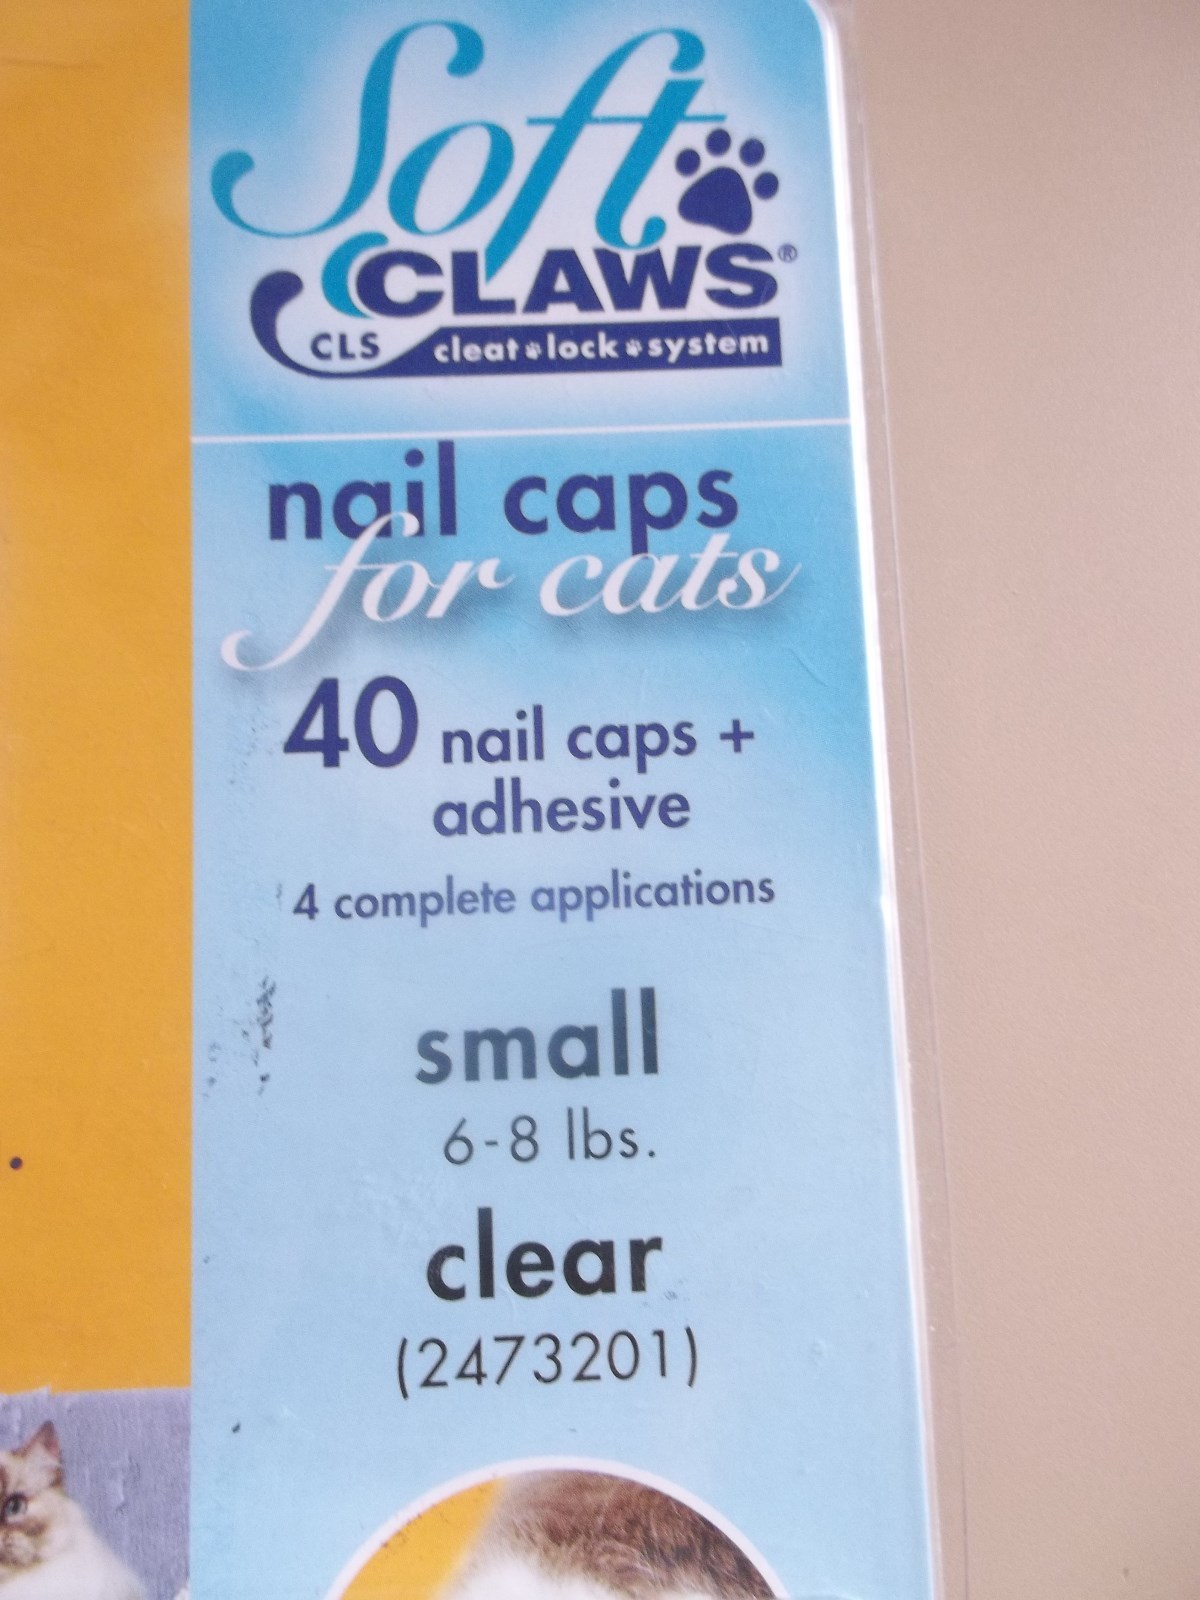 Soft
CLAWS®
CLS cleat lock system
nail caps
for cats
40 nail caps +
adhesive
4 complete applications
small
6-8 lbs.
clear
(2473201)